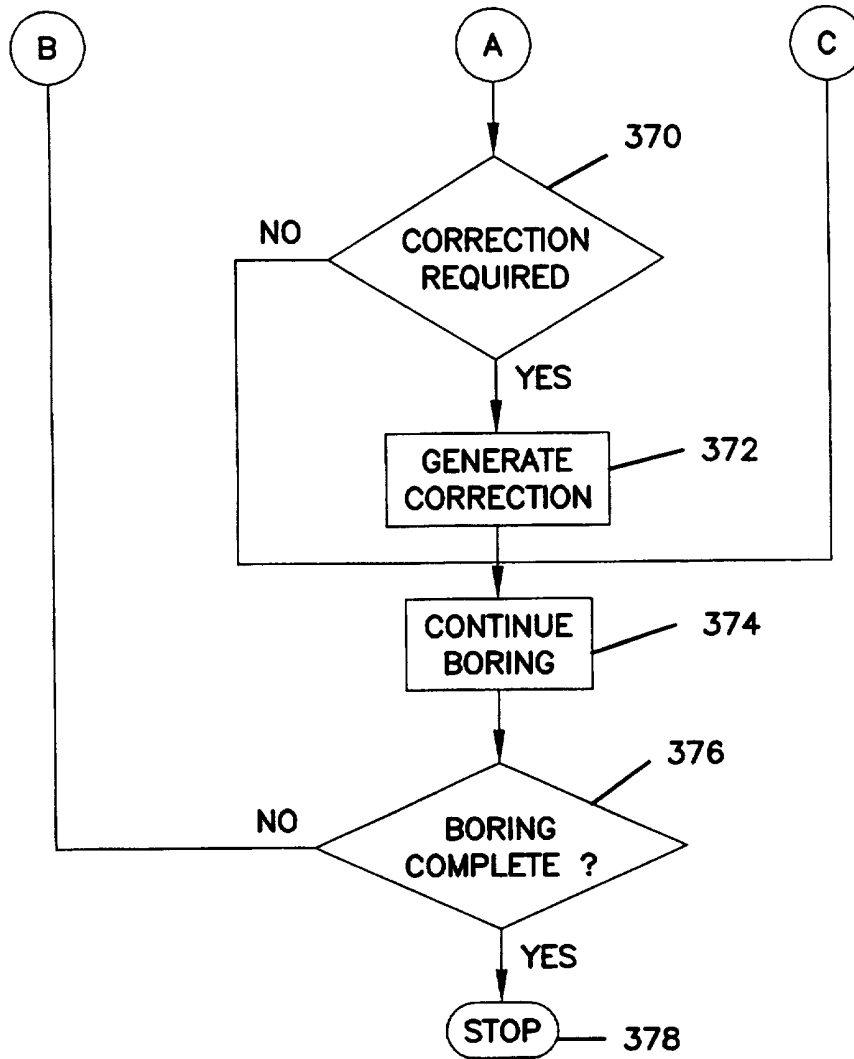 B
A
C
370
NO
CORRECTION
REQUIRED
YES
372
GENERATE
CORRECTION
374
CONTINUE
BORING
376
NO
BORING
COMPLETE ?
YES
STOP
378